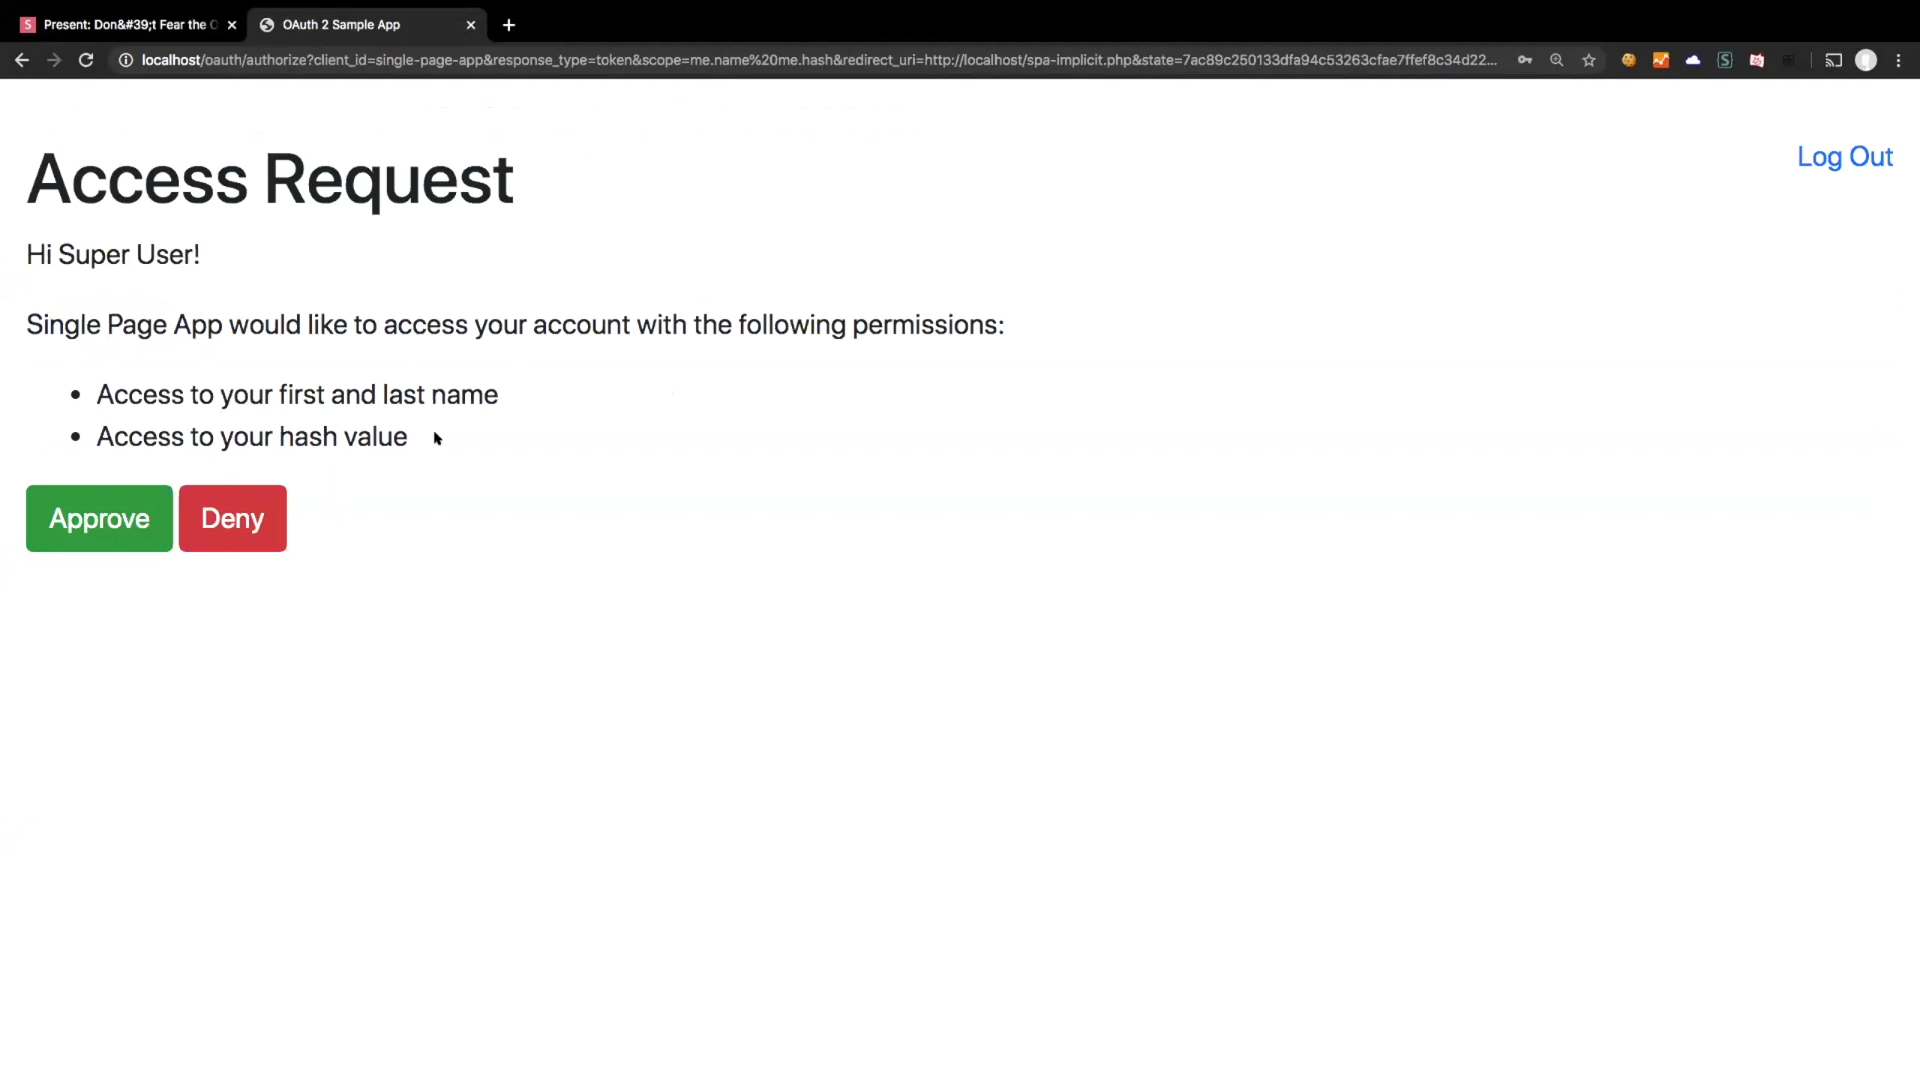 Present: Don&#39;t Fear the O
OAuth 2 Sample App
localhost/oauth/authorize?client_id=single-page-app&response_type=token&scope=me.name%20me.hash&redirect_uri=http://localhost/spa-implicit.php&state=7ac89c250133dfa94c53263cfae7ffef8c34d22...
Log Out
Access Request
Hi Super User!
Single Page App would like to access your account with the following permissions:
• Access to your first and last name
• Access to your hash value
Approve Deny